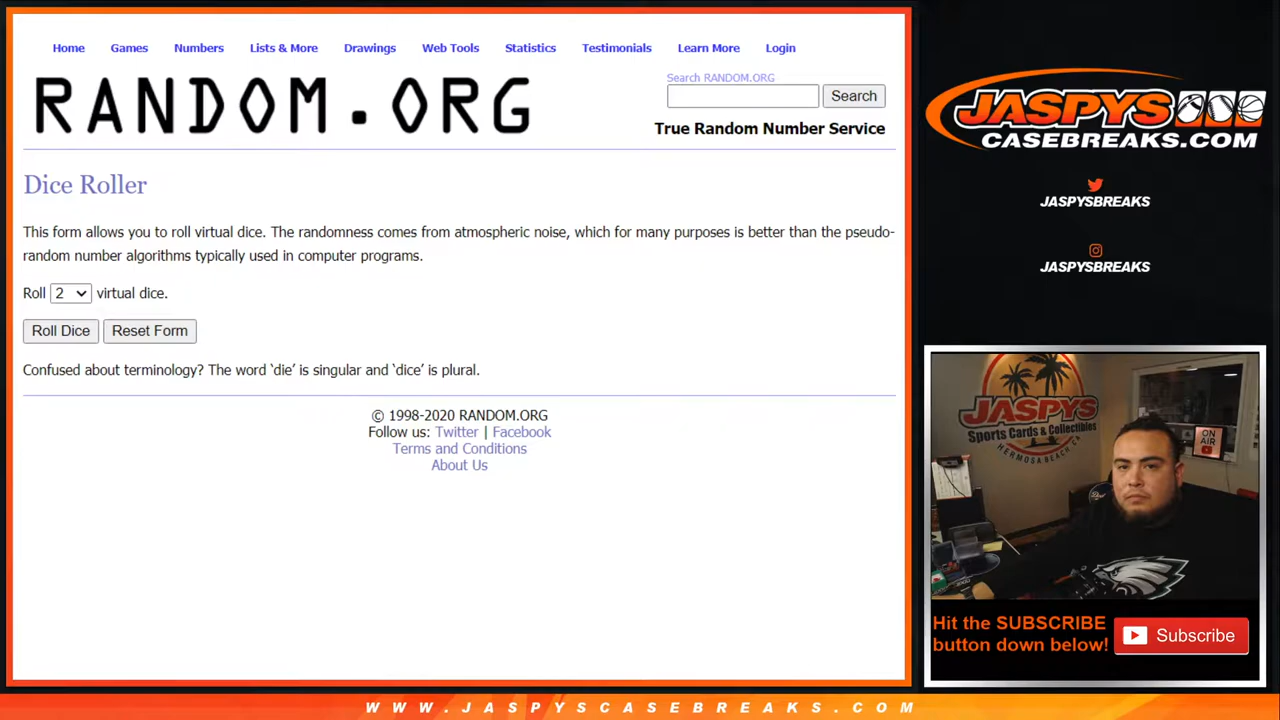 Home Games Numbers Lists & More Drawings Web Tools Statistics Testimonials Learn More Login
RANDOM.ORG
Search RANDOM.ORG
Search
True Random Number Service
Dice Roller
This form allows you to roll virtual dice. The randomness comes from atmospheric noise, which for many purposes is better than the pseudo-
random number algorithms typically used in computer programs.
Roll 2 virtual dice.
Roll Dice Reset Form
Confused about terminology? The word ‘die’ is singular and ‘dice’ is plural.
© 1998-2020 RANDOM.ORG
Follow us: Twitter | Facebook
Terms and Conditions
About Us
JASPYS
CASEBREAKS.COM
JASPYSBREAKS
JASPYSBREAKS
JASPYS
Sports Cards & Collectibles
HERMOSA BEACH, CA
ON
AIR
Hit the SUBSCRIBE
button down below!
Subscribe
WWW.JASPYSCASEBREAKS.COM